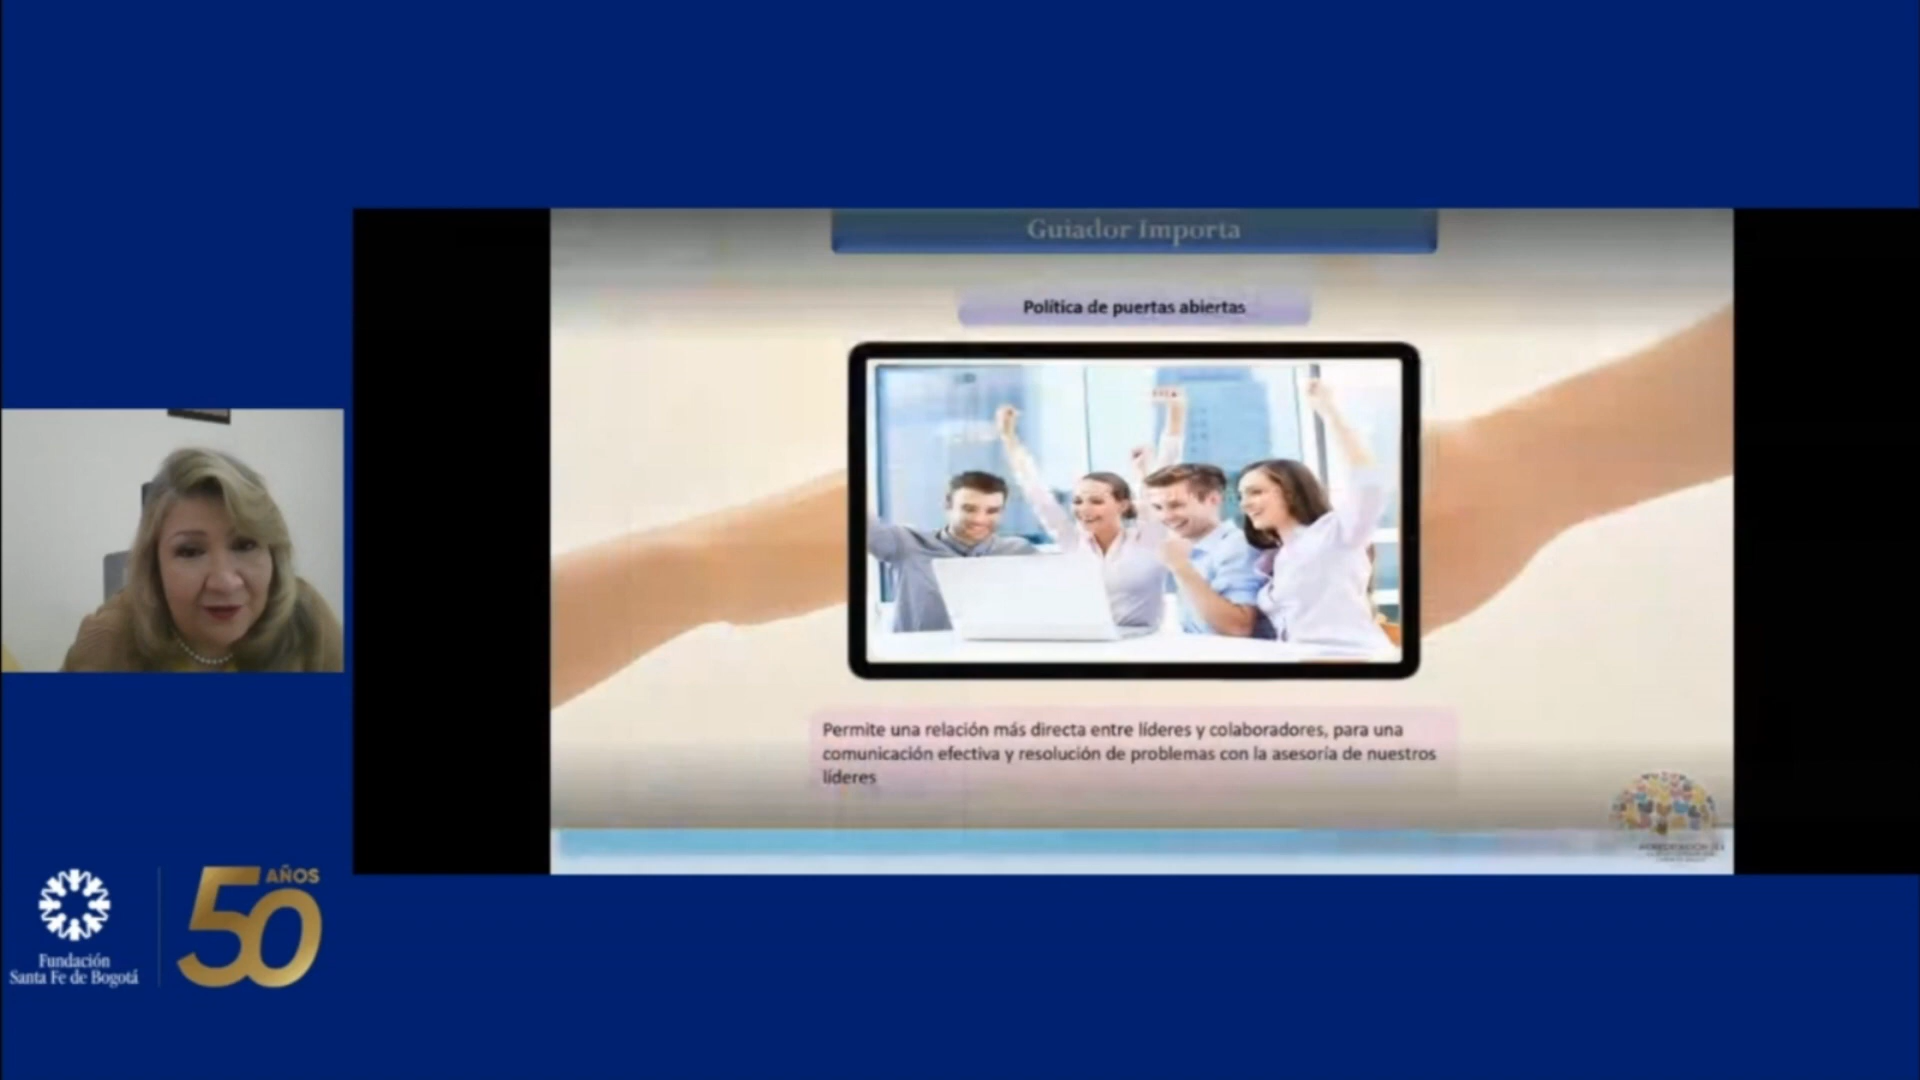 Guiador Importa
Política de puertas abiertas
Permite una relación más directa entre líderes y colaboradores, para una
comunicación efectiva y resolución de problemas con la asesoría de nuestros
líderes
50 AÑOS
Fundación
Santa Fe de Bogotá